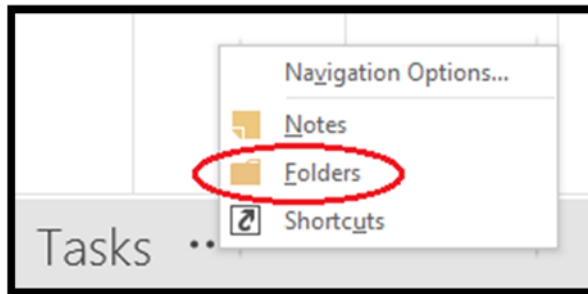 Navigation Options...
Notes
Folders
Shortcuts
Tasks ••